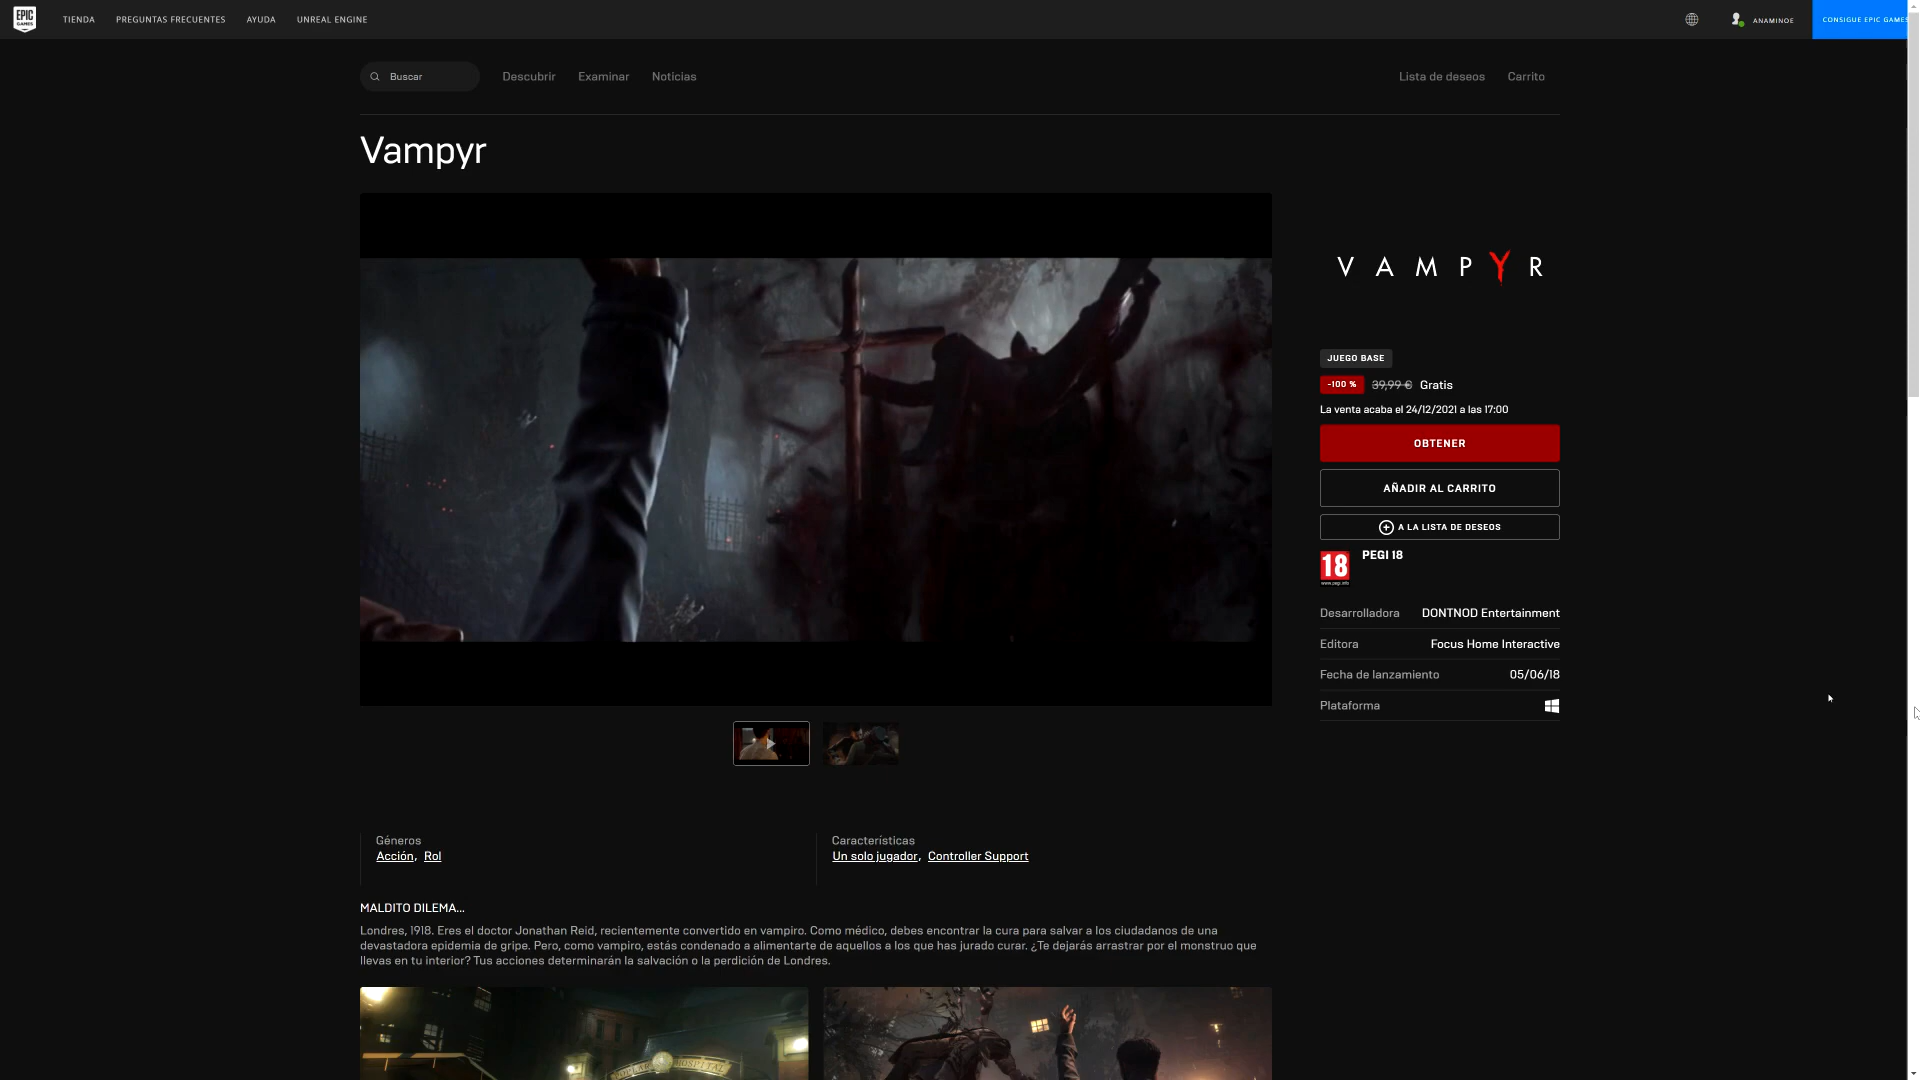 EPIC GAMES
TIENDA PREGUNTAS FRECUENTES AYUDA UNREAL ENGINE
ANAMINOE
CONSIGUE EPIC GAMES
Buscar Descubrir Examinar Noticias
Lista de deseos Carrito
Vampyr
VAMPYR
JUEGO BASE
-100 % 39,99 € Gratis
La venta acaba el 24/12/2021 a las 17:00
OBTENER
AÑADIR AL CARRITO
A LA LISTA DE DESEOS
18 PEGI 18
www.pegi.info
Desarrolladora DONTNOD Entertainment
Editora Focus Home Interactive
Fecha de lanzamiento 05/06/18
Plataforma
Géneros
Acción, Rol
Características
Un solo jugador, Controller Support
MALDITO DILEMA...
Londres, 1918. Eres el doctor Jonathan Reid, recientemente convertido en vampiro. Como médico, debes encontrar la cura para salvar a los ciudadanos de una
devastadora epidemia de gripe. Pero, como vampiro, estás condenado a alimentarte de aquellos a los que has jurado curar. ¿Te dejarás arrastrar por el monstruo que
llevas en tu interior? Tus acciones determinarán la salvación o la perdición de Londres.
HOSPITAL